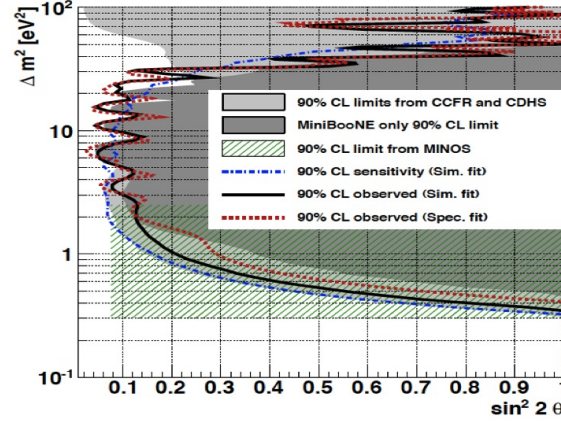 Δ m² [eV²]
10²
10
1
10⁻¹
90% CL limits from CCFR and CDHS
MiniBooNE only 90% CL limit
90% CL limit from MINOS
90% CL sensitivity (Sim. fit)
90% CL observed (Sim. fit)
90% CL observed (Spec. fit)
0.1 0.2 0.3 0.4 0.5 0.6 0.7 0.8 0.9
sin² 2 θ